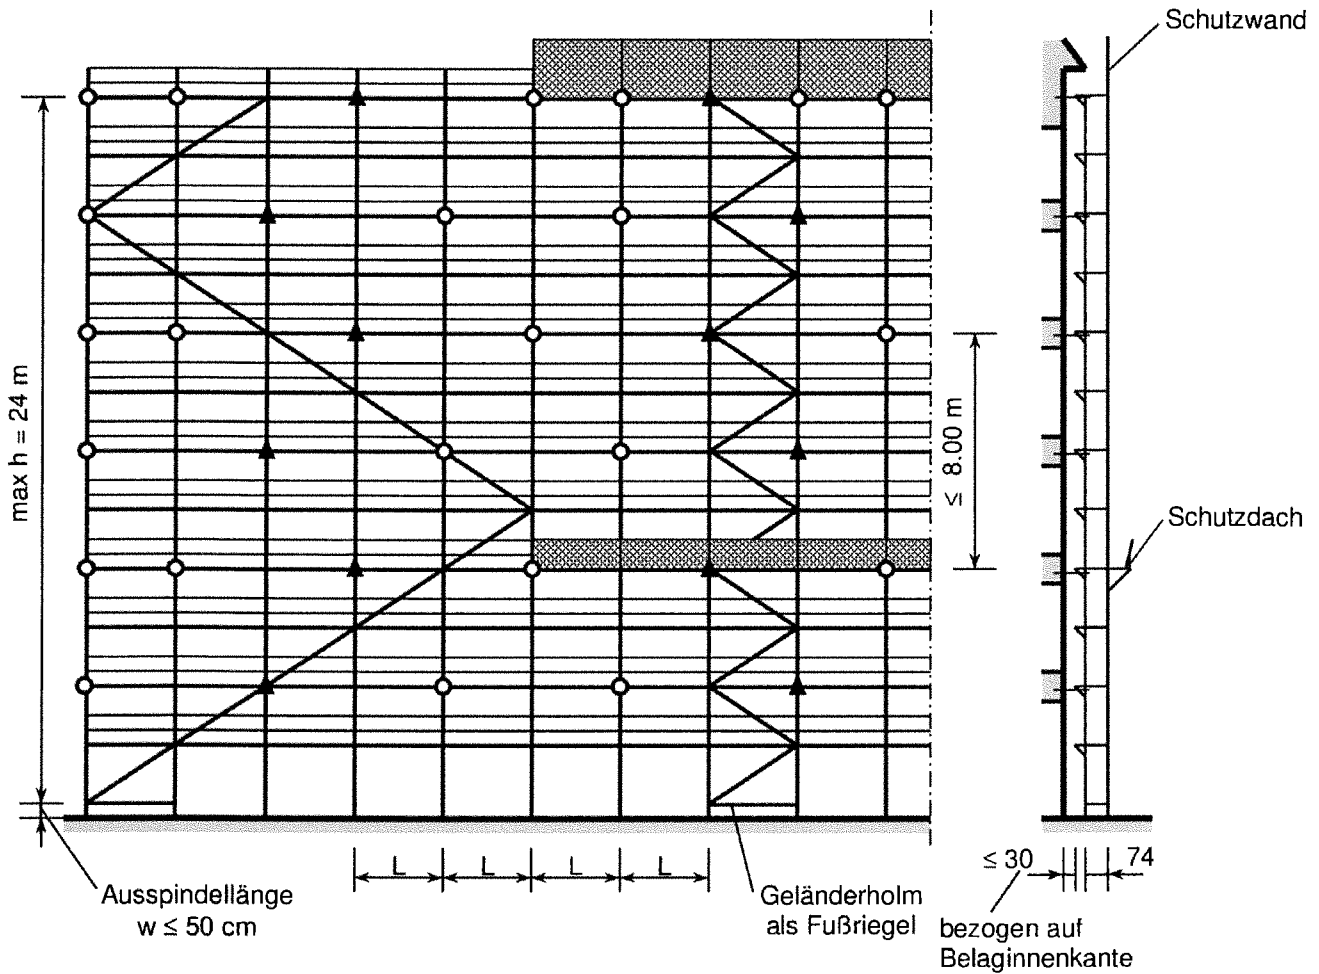 Schutzwand
max h = 24 m
≤ 8.00 m
Schutzdach
L L L L
≤ 30 74
Ausspindellänge
w ≤ 50 cm
Geländerholm
als Fußriegel
bezogen auf
Belaginnenkante